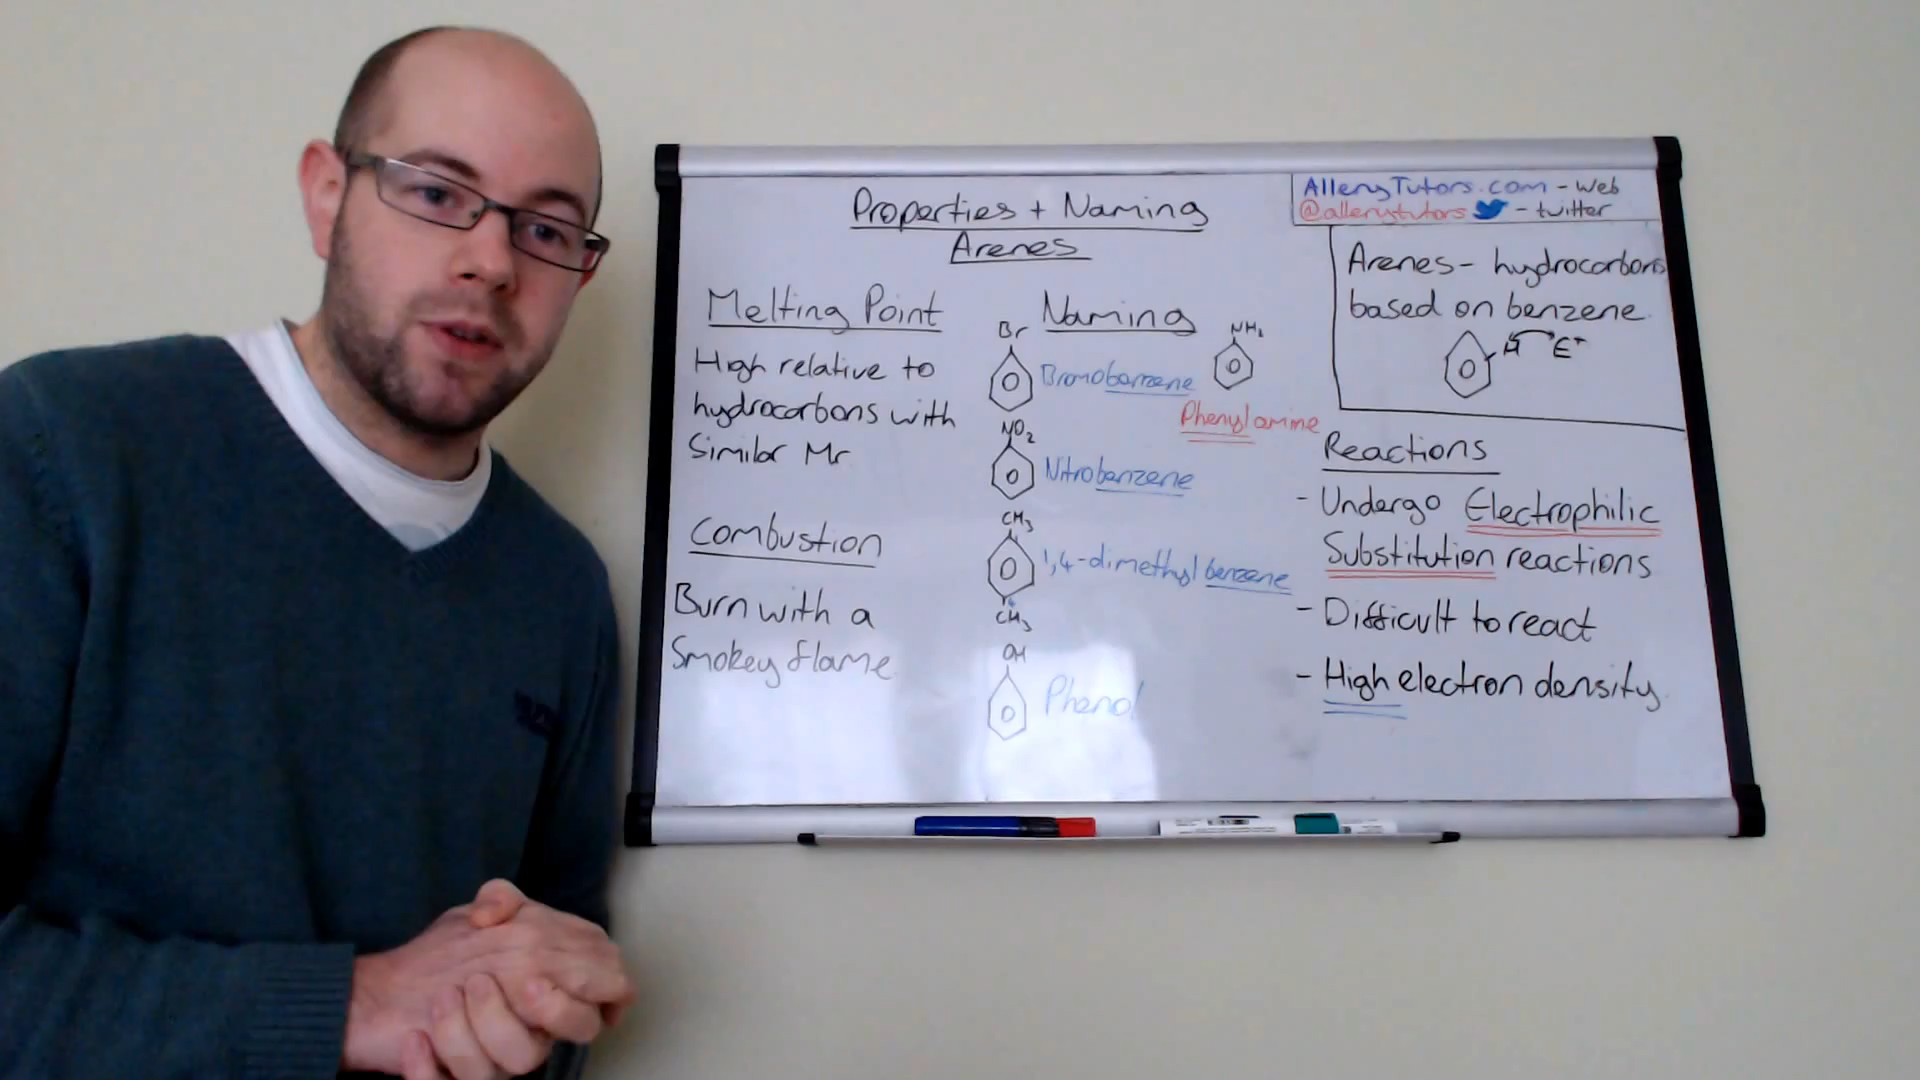 Properties + Naming
Arenes
AlleryTutors.com - Web
@allerytutors - twitter
Arenes - hydrocarbons
based on benzene.
H E+
Melting Point
High relative to
hydrocarbons with
Similar Mr
Combustion
Burn with a
Smokey flame
Naming
Br
Bromobenzene
NH2
Phenylamine
NO2
Nitrobenzene
CH3
1,4-dimethylbenzene
CH3
OH
Phenol
Reactions
- Undergo Electrophilic
Substitution reactions
- Difficult to react
- High electron density.